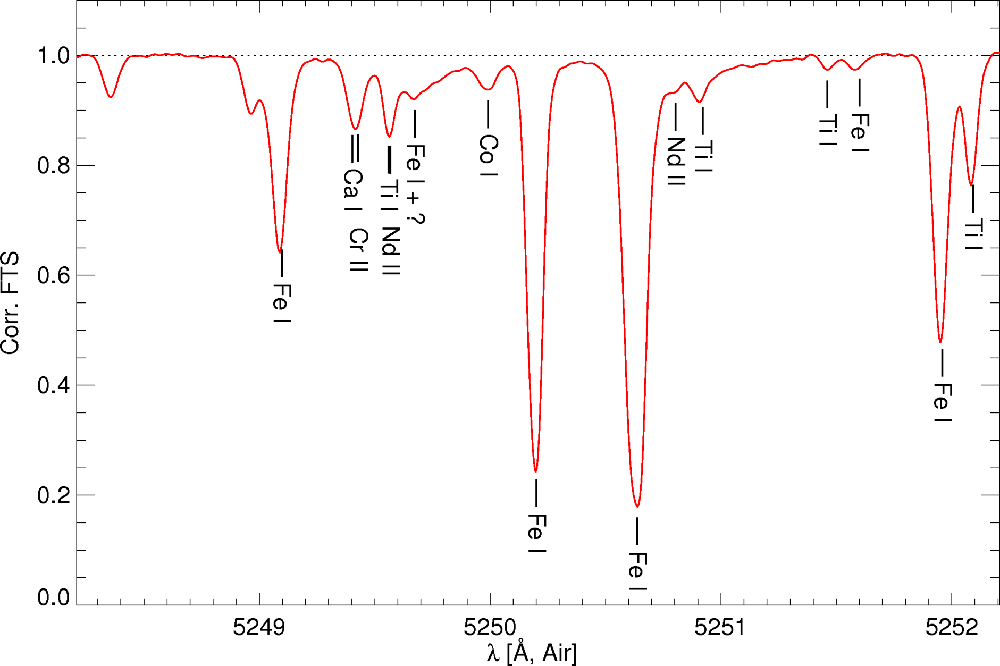 1.0
0.8
0.6
0.4
0.2
0.0
Corr. FTS
Fe I
Ca I Cr II
Ti I Nd II
Fe I + ?
Co I
Fe I
Fe I
Nd II
Ti I
Ti I
Fe I
Fe I
Ti I
5249 5250 5251 5252
λ [Å, Air]